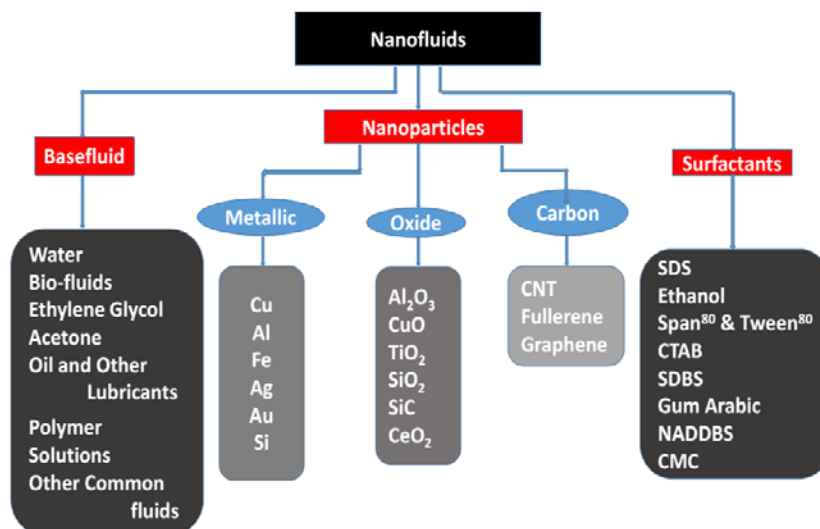 Nanofluids
Basefluid
Nanoparticles
Surfactants
Metallic
Oxide
Carbon
Water
Bio-fluids
Ethylene Glycol
Acetone
Oil and Other
Lubricants
Polymer
Solutions
Other Common
fluids
Cu
Al
Fe
Ag
Au
Si
Al₂O₃
CuO
TiO₂
SiO₂
SiC
CeO₂
CNT
Fullerene
Graphene
SDS
Ethanol
Span⁸⁰ & Tween⁸⁰
CTAB
SDBS
Gum Arabic
NADDBS
CMC